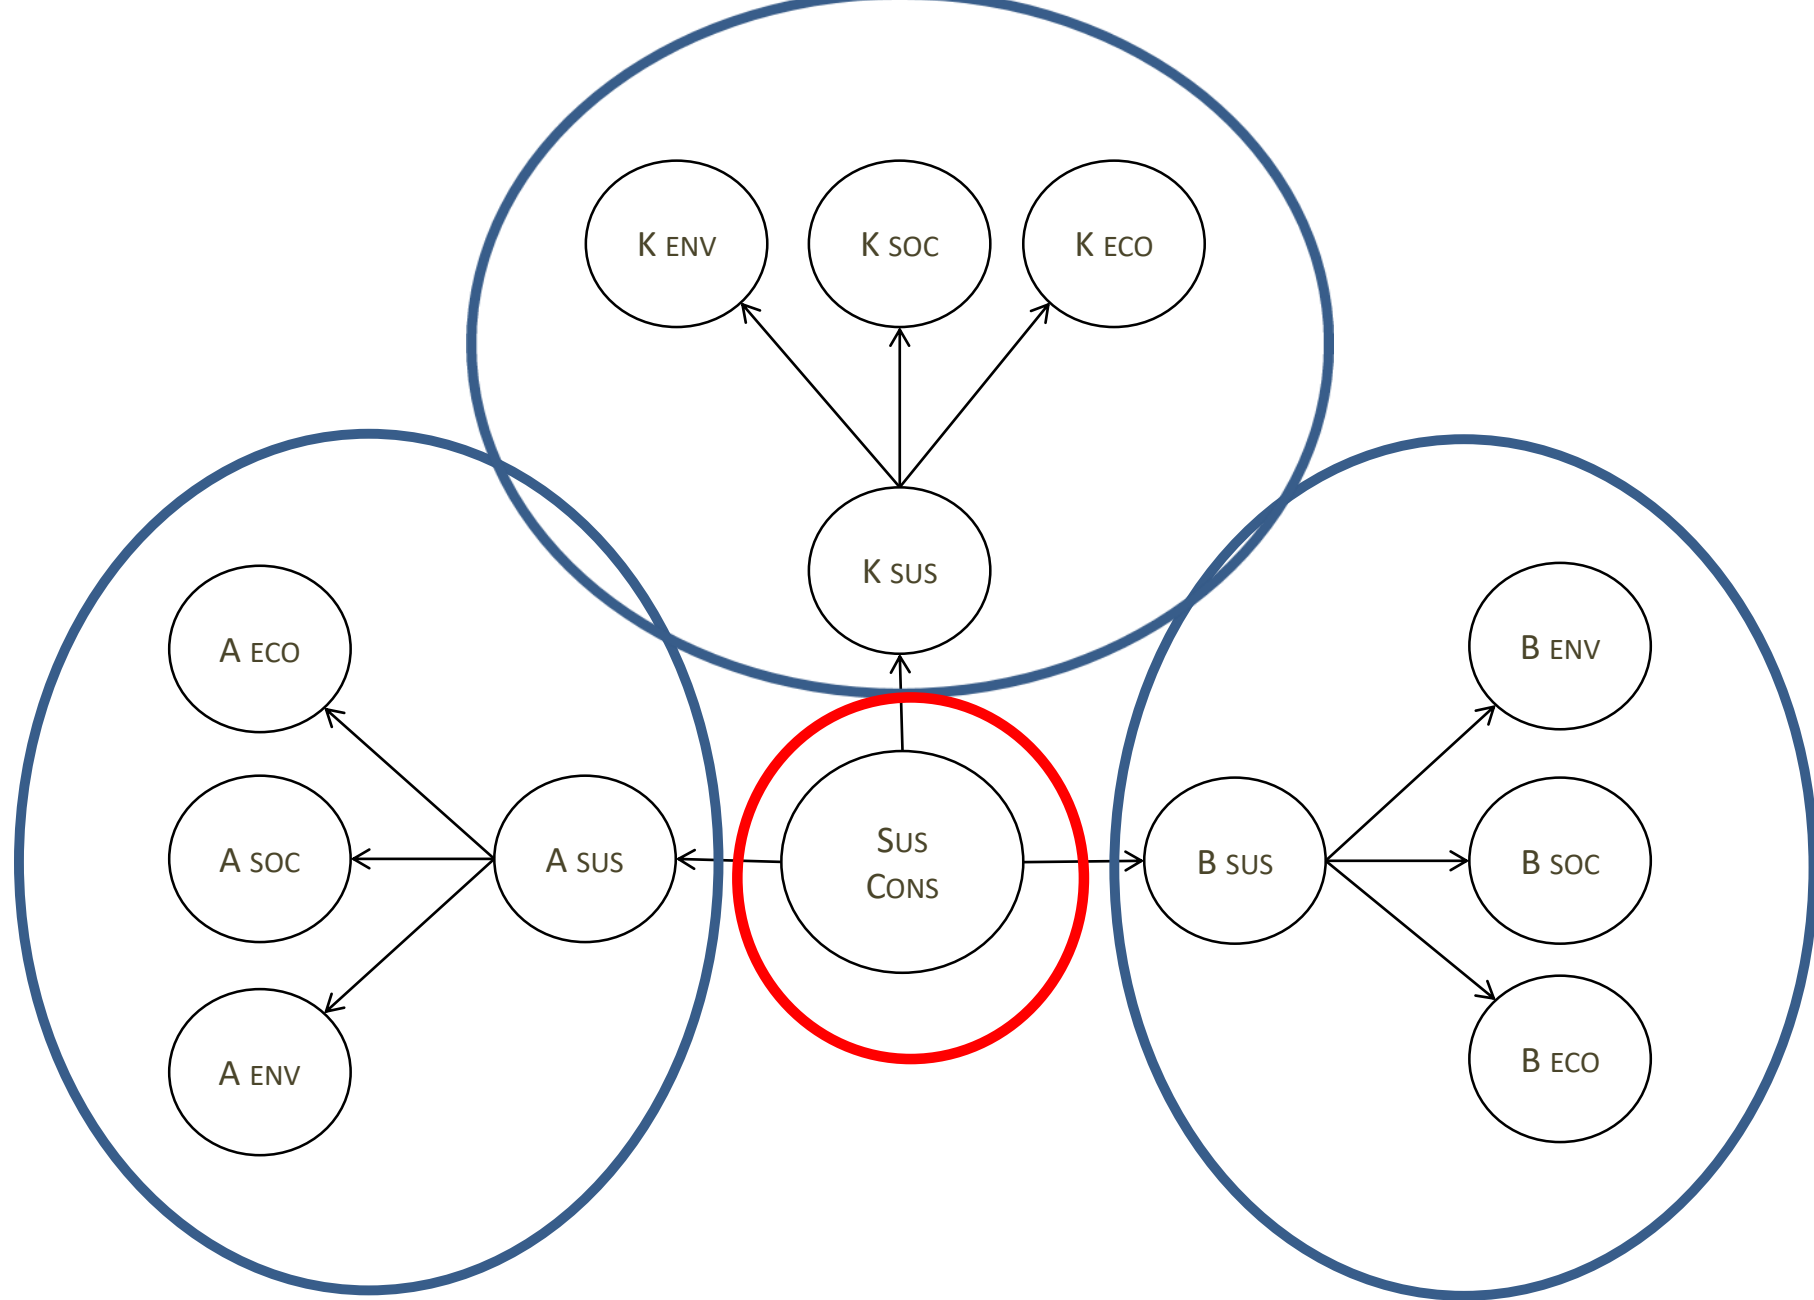 K ENV
K SOC
K ECO
K SUS
A ECO
A SOC
A ENV
A SUS
SUS
CONS
B SUS
B ENV
B SOC
B ECO